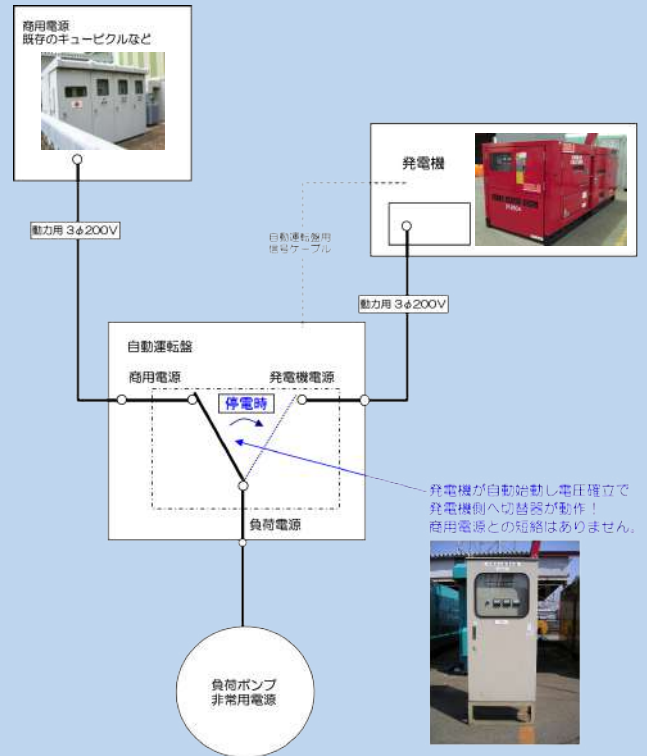 商用電源
既存のキュービクルなど
発電機
動力用 3φ200V
自動運転盤用
信号ケーブル
動力用 3φ200V
自動運転盤
商用電源
発電機電源
停電時
負荷電源
発電機が自動始動し電圧確立で
発電機側へ切替器が動作！
商用電源との短絡はありません。
負荷ポンプ
非常用電源